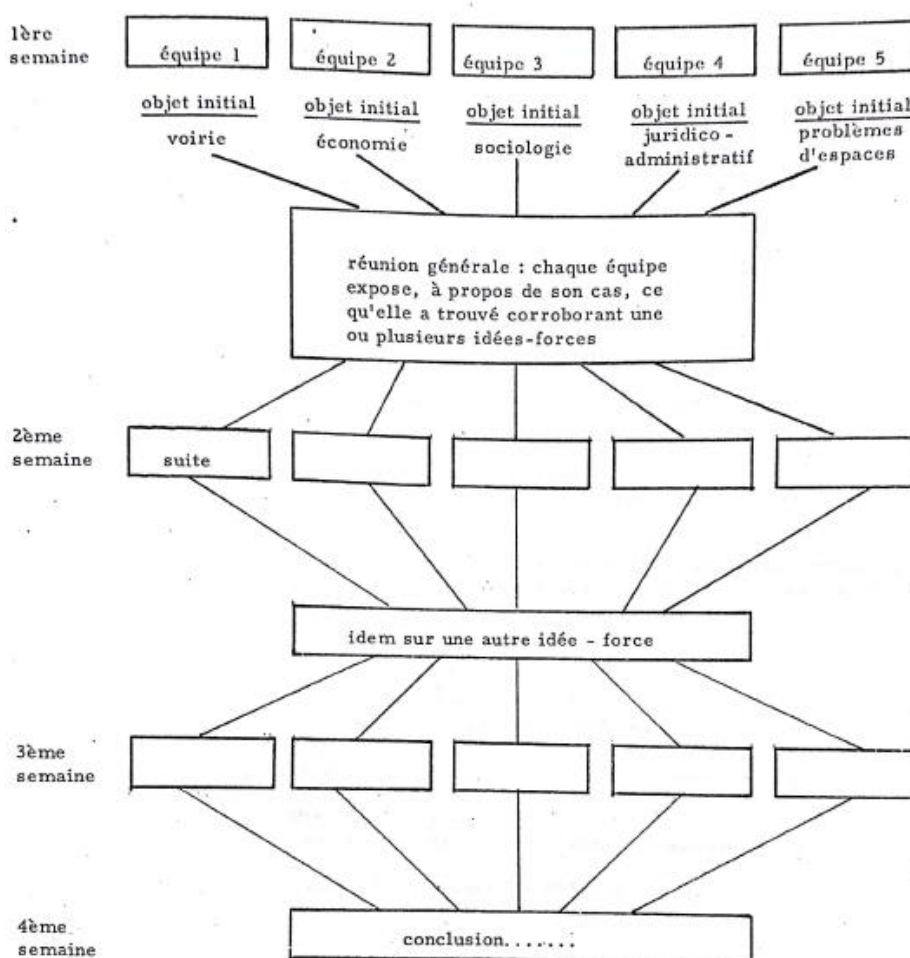 1ère
semaine
équipe 1
équipe 2
équipe 3
équipe 4
équipe 5
objet initial
voirie
objet initial
économie
objet initial
sociologie
objet initial
juridico -
administratif
objet initial
problèmes
d'espaces
réunion générale : chaque équipe
expose, à propos de son cas, ce
qu'elle a trouvé corroborant une
ou plusieurs idées-forces
2ème
semaine
suite
idem sur une autre idée - force
3ème
semaine
4ème
semaine
conclusion.......